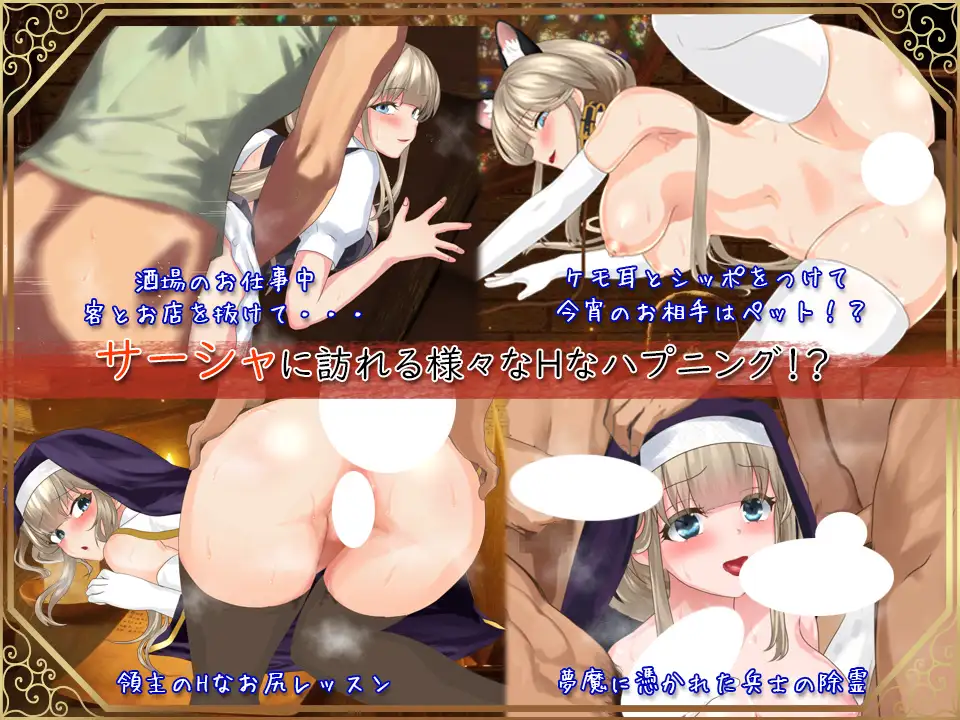 酒場のお仕事中
客とお店を抜けて・・・
ケモ耳とシッポをつけて
今宵のお相手はペット！？
サーシャに訪れる様々なHなハプニング！？
領主のHなお尻レッスン
夢魔に憑かれた兵士の除霊